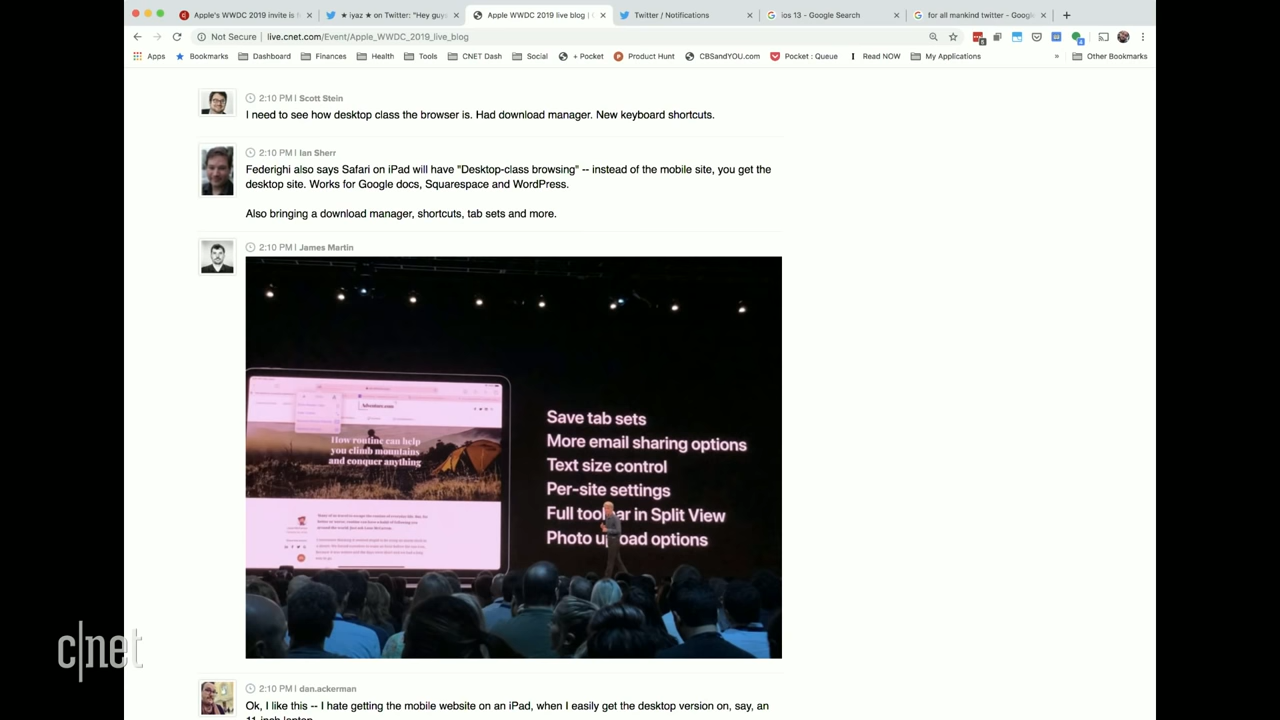 Apple's WWDC 2019 invite is t
★ iyaz ★ on Twitter: "Hey guys
Apple WWDC 2019 live blog | C
Twitter / Notifications
ios 13 - Google Search
for all mankind twitter - Googl
Not Secure | live.cnet.com/Event/Apple_WWDC_2019_live_blog
Apps
Bookmarks
Dashboard
Finances
Health
Tools
CNET Dash
Social
+ Pocket
Product Hunt
CBSandYOU.com
Pocket : Queue
Read NOW
My Applications
»
Other Bookmarks
2:10 PM | Scott Stein
I need to see how desktop class the browser is. Had download manager. New keyboard shortcuts.
2:10 PM | Ian Sherr
Federighi also says Safari on iPad will have "Desktop-class browsing" -- instead of the mobile site, you get the
desktop site. Works for Google docs, Squarespace and WordPress.
Also bringing a download manager, shortcuts, tab sets and more.
2:10 PM | James Martin
How routine can help
you climb mountains
and conquer anything
Save tab sets
More email sharing options
Text size control
Per-site settings
Full toolbar in Split View
Photo upload options
c|net
2:10 PM | dan.ackerman
Ok, I like this -- I hate getting the mobile website on an iPad, when I easily get the desktop version on, say, an
11-inch laptop